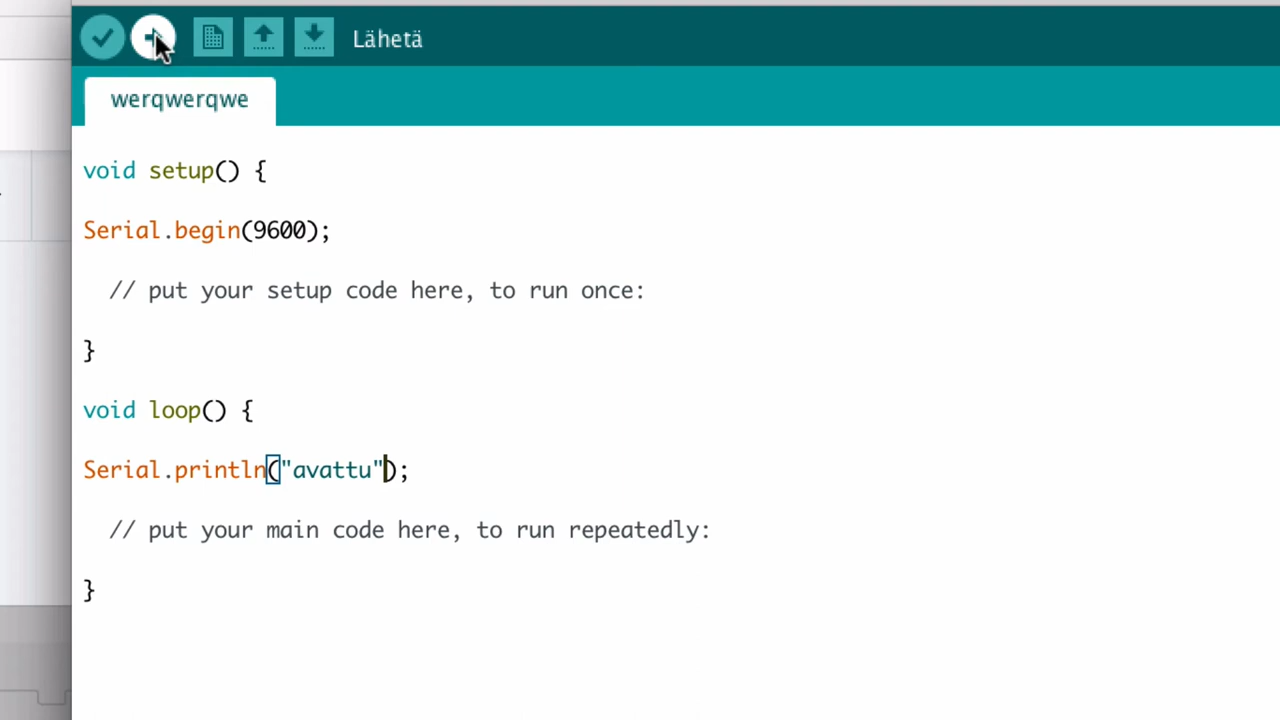 Lähetä
werqwerqwe
void setup() {
Serial.begin(9600);
// put your setup code here, to run once:
}
void loop() {
Serial.println("avattu");
// put your main code here, to run repeatedly:
}